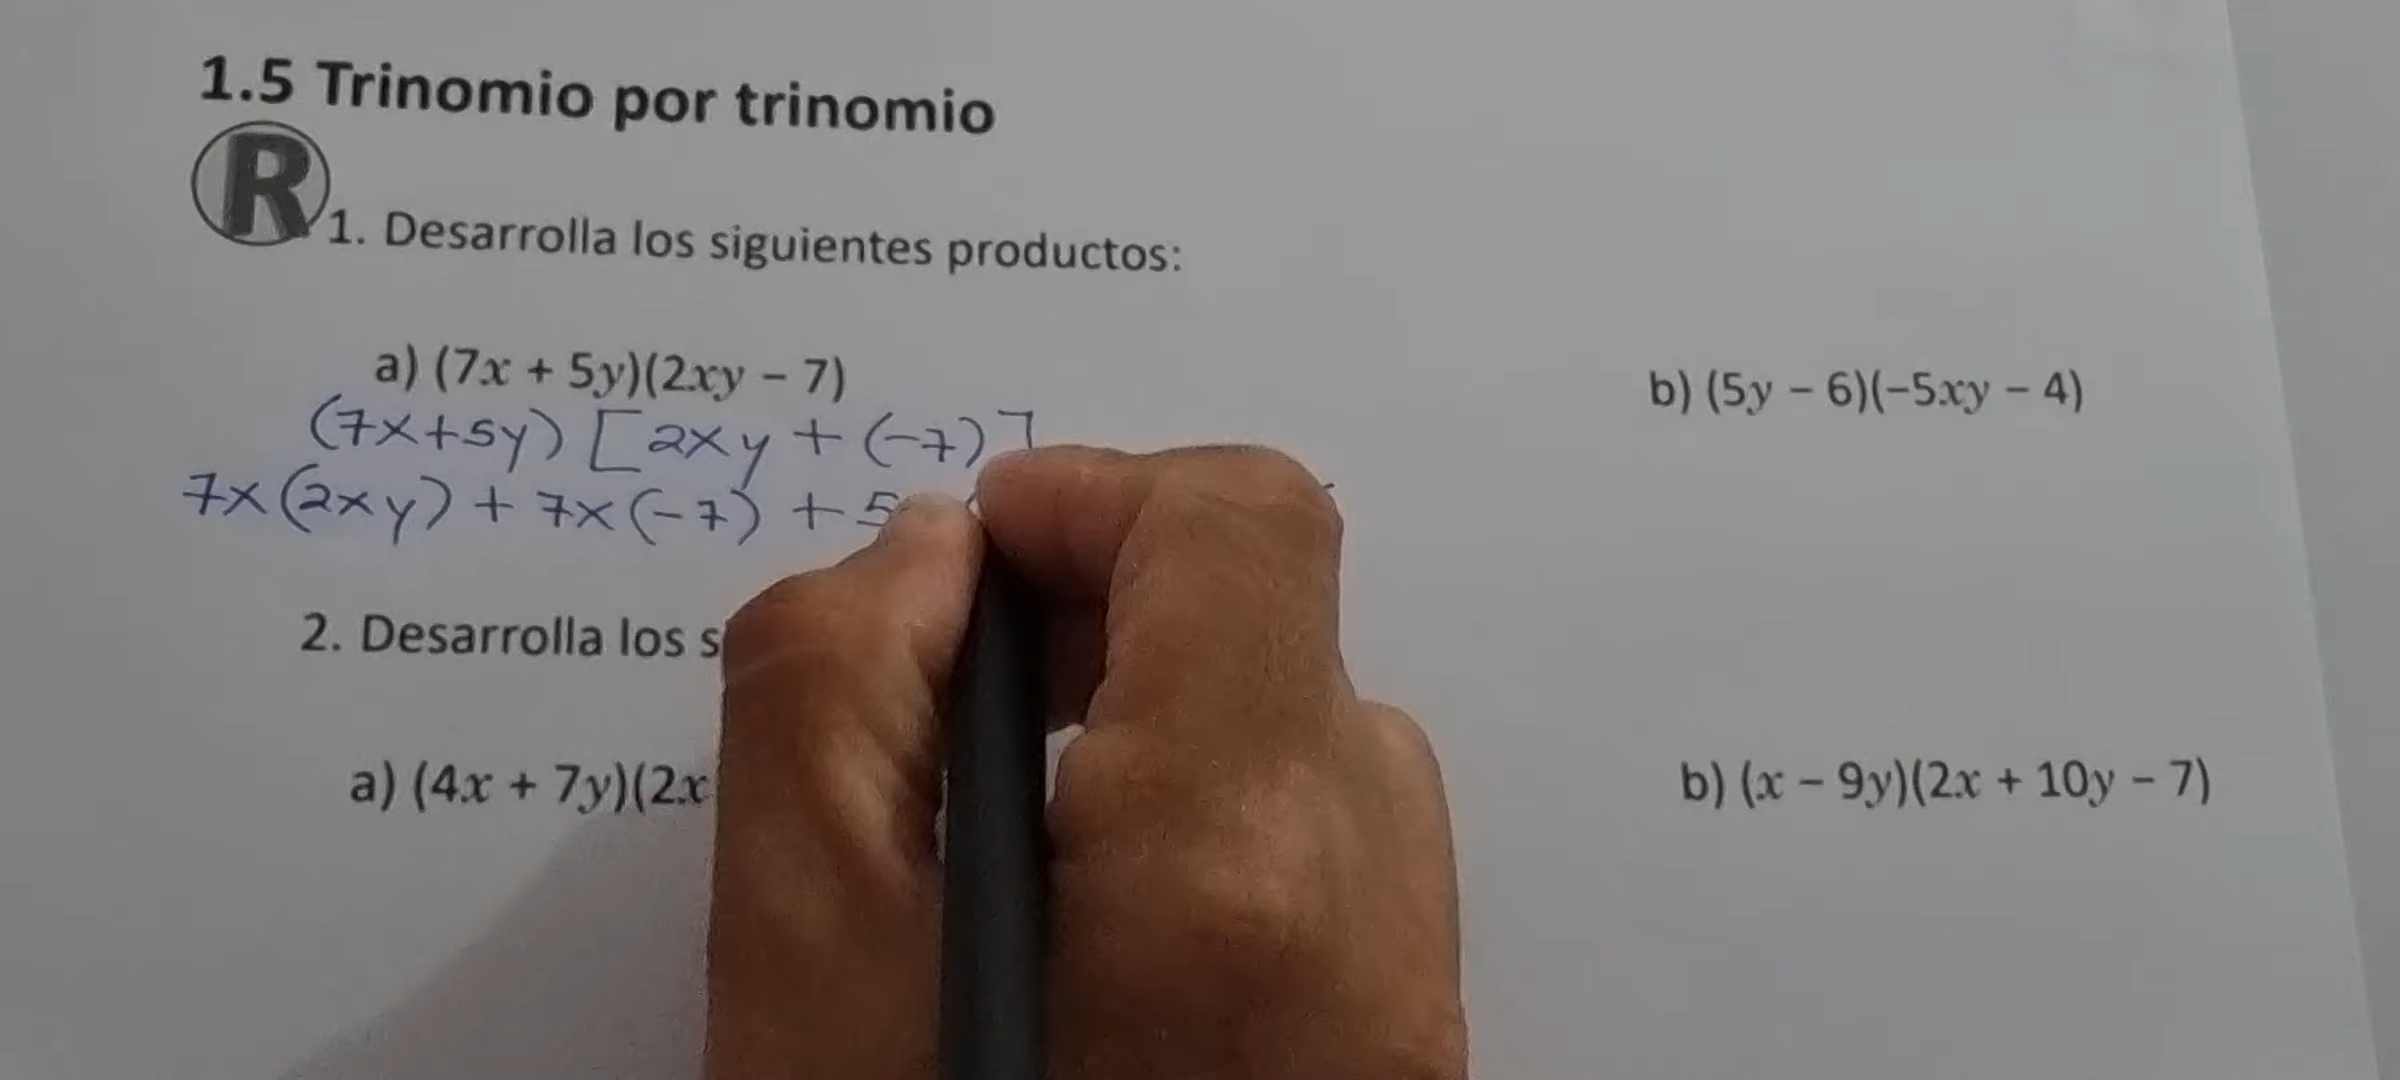 1.5 Trinomio por trinomio
R
1. Desarrolla los siguientes productos:
a) (7x + 5y)(2xy – 7)
b) (5y – 6)(–5xy – 4)
(7x+5y) [2xy + (-7)]
7x(2xy) + 7x(-7) + 5
2. Desarrolla los s
a) (4x + 7y)(2x
b) (x – 9y)(2x + 10y – 7)